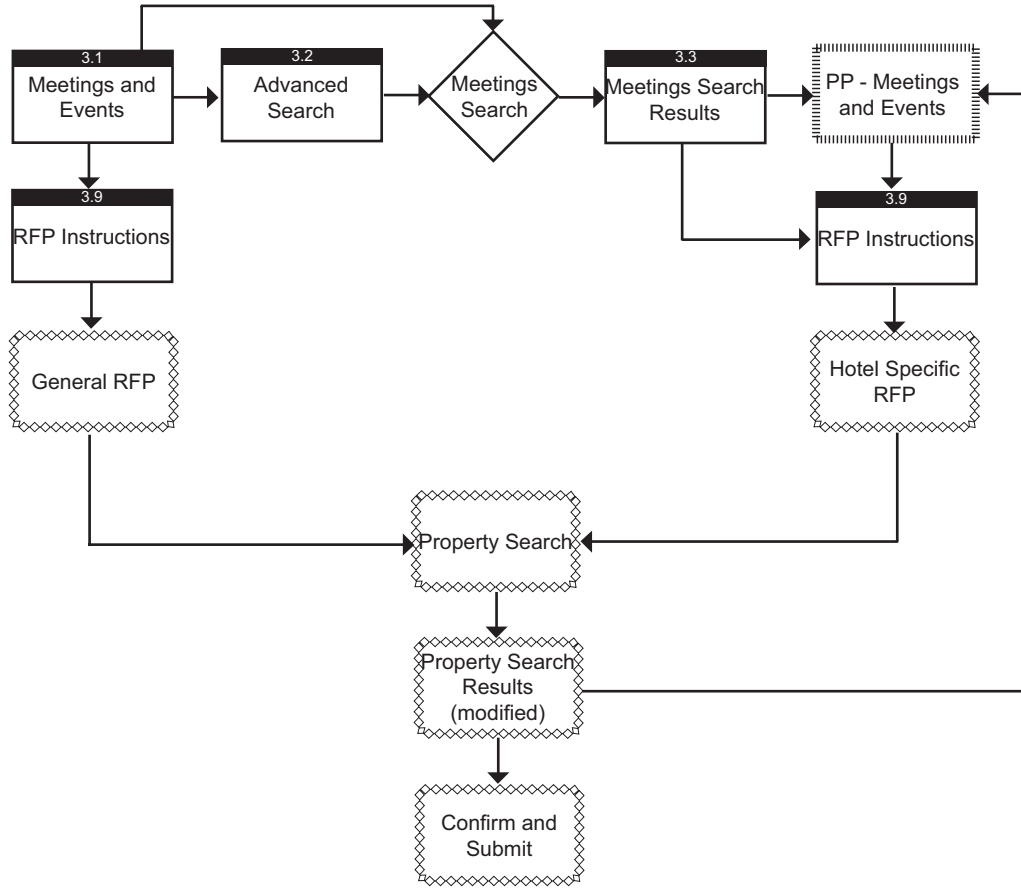 3.1
Meetings and
Events
3.2
Advanced
Search
Meetings
Search
3.3
Meetings Search
Results
PP - Meetings
and Events
3.9
RFP Instructions
3.9
RFP Instructions
General RFP
Hotel Specific
RFP
Property Search
Property Search
Results
(modified)
Confirm and
Submit